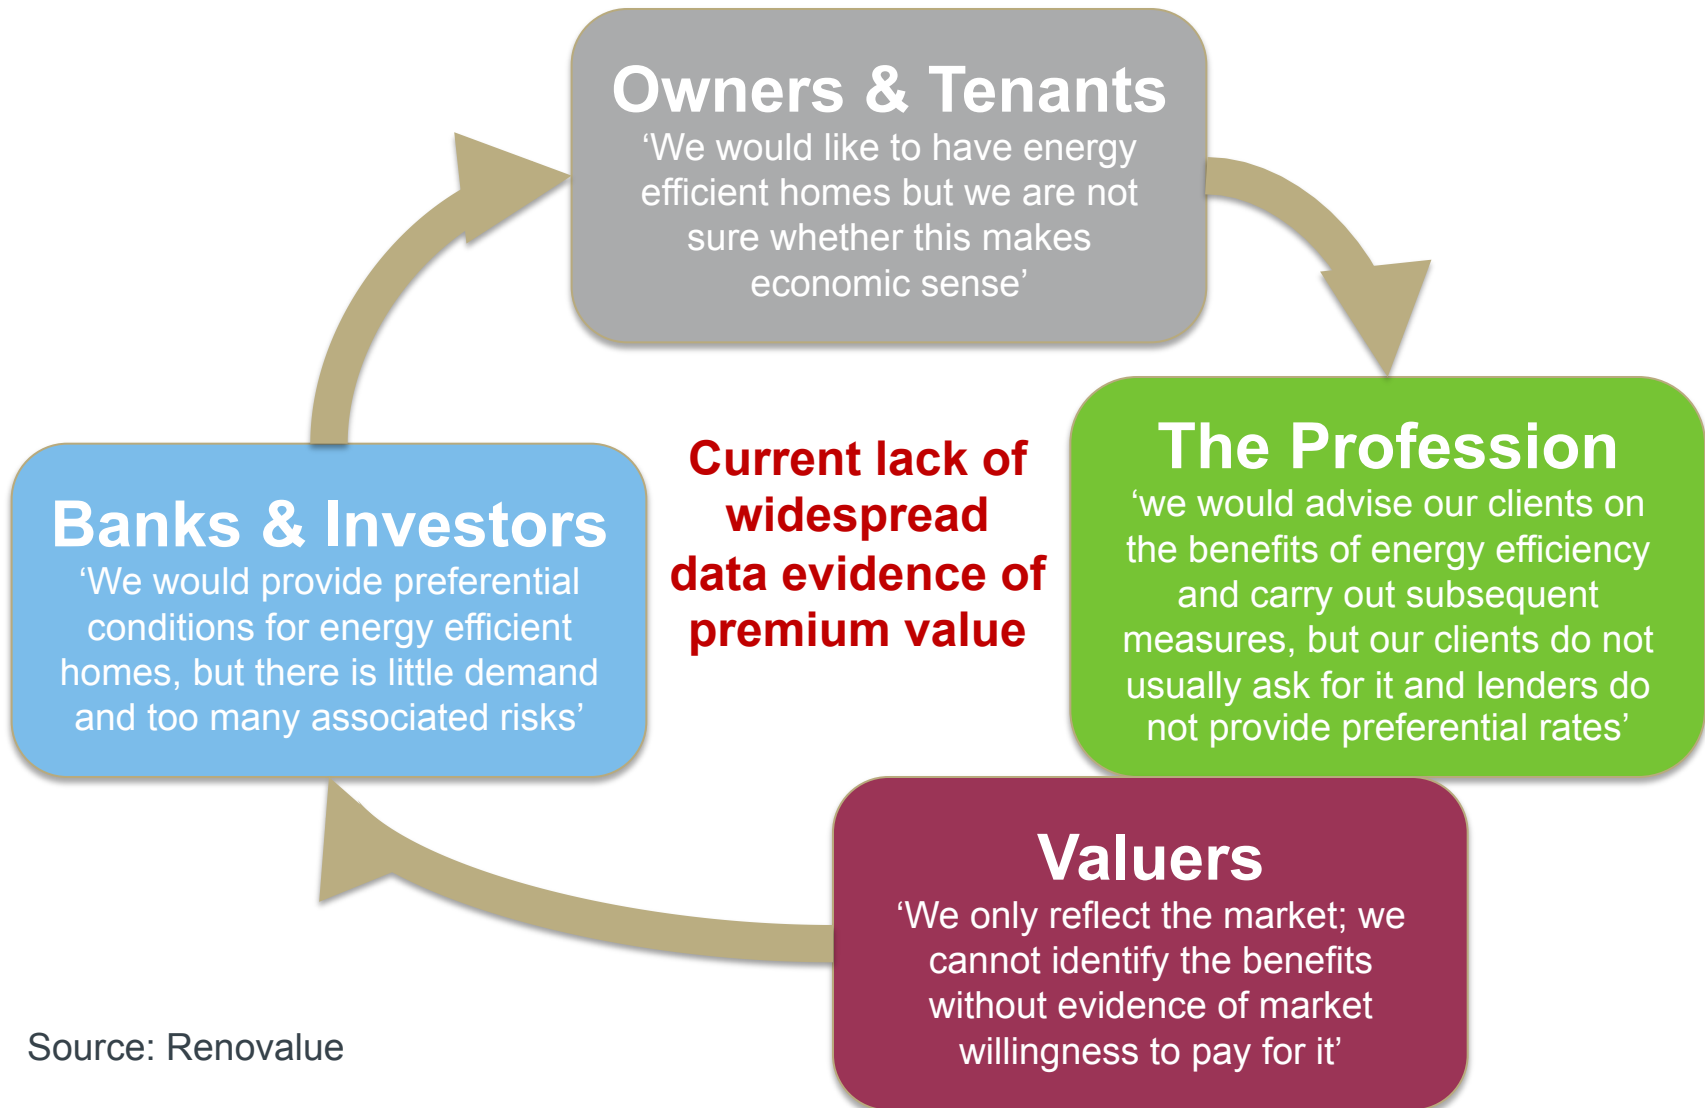 Owners & Tenants
‘We would like to have energy
efficient homes but we are not
sure whether this makes
economic sense’
The Profession
‘we would advise our clients on
the benefits of energy efficiency
and carry out subsequent
measures, but our clients do not
usually ask for it and lenders do
not provide preferential rates’
Valuers
‘We only reflect the market; we
cannot identify the benefits
without evidence of market
willingness to pay for it’
Banks & Investors
‘We would provide preferential
conditions for energy efficient
homes, but there is little demand
and too many associated risks’
Current lack of
widespread
data evidence of
premium value
Source: Renovalue